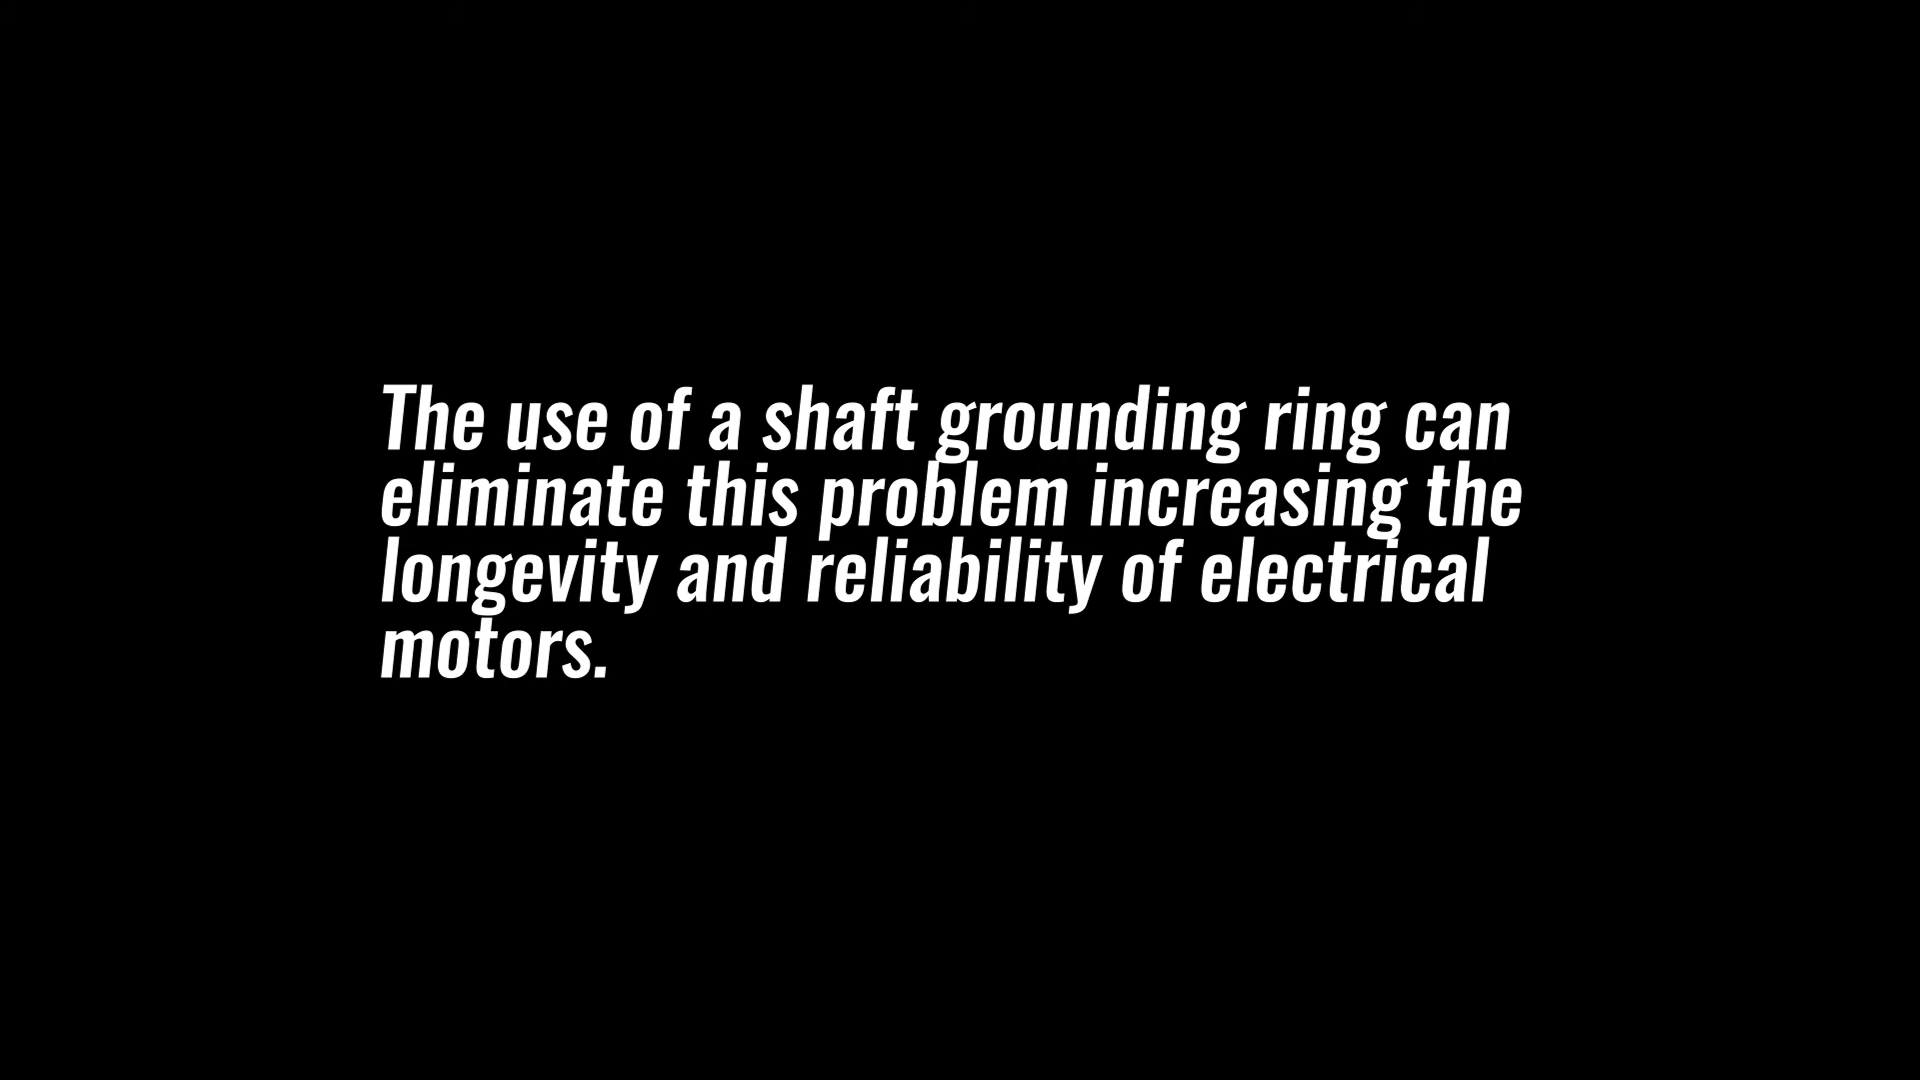 The use of a shaft grounding ring can
eliminate this problem increasing the
longevity and reliability of electrical
motors.